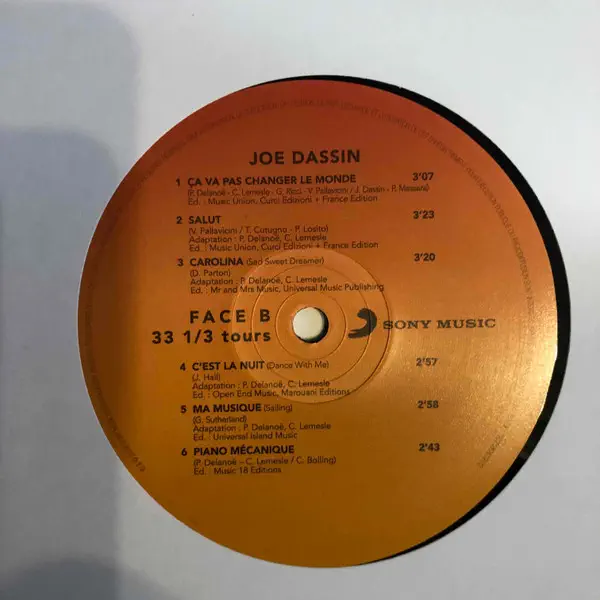 JOE DASSIN
1 ÇA VA PAS CHANGER LE MONDE 3'07
(P. Delanoë - C. Lemesle - G. Ricci - V. Pallavicini / J. Dassin - P. Massara)
Ed. : Music Union, Curci Edizioni + France Edition
2 SALUT 3'23
(V. Pallavicini / T. Cutugno - P. Losito)
Adaptation : P. Delanoë, C. Lemesle
Ed. : Music Union, Curci Edizioni + France Edition
3 CAROLINA (Sad Sweet Dreamer) 3'20
(D. Parton)
Adaptation : P. Delanoë, C. Lemesle
Ed. : Mr and Mrs Music, Universal Music Publishing
FACE B
33 1/3 tours
SONY MUSIC
4 C'EST LA NUIT (Dance With Me) 2'57
(J. Hall)
Adaptation : P. Delanoë, C. Lemesle
Ed. : Open End Music, Marouani Editions
5 MA MUSIQUE (Sailing) 2'58
(G. Sutherland)
Adaptation : P. Delanoë, C. Lemesle
Ed. : Universal Island Music
6 PIANO MÉCANIQUE 2'43
(P. Delanoë - C. Lemesle / C. Bolling)
Ed. : Music 18 Editions